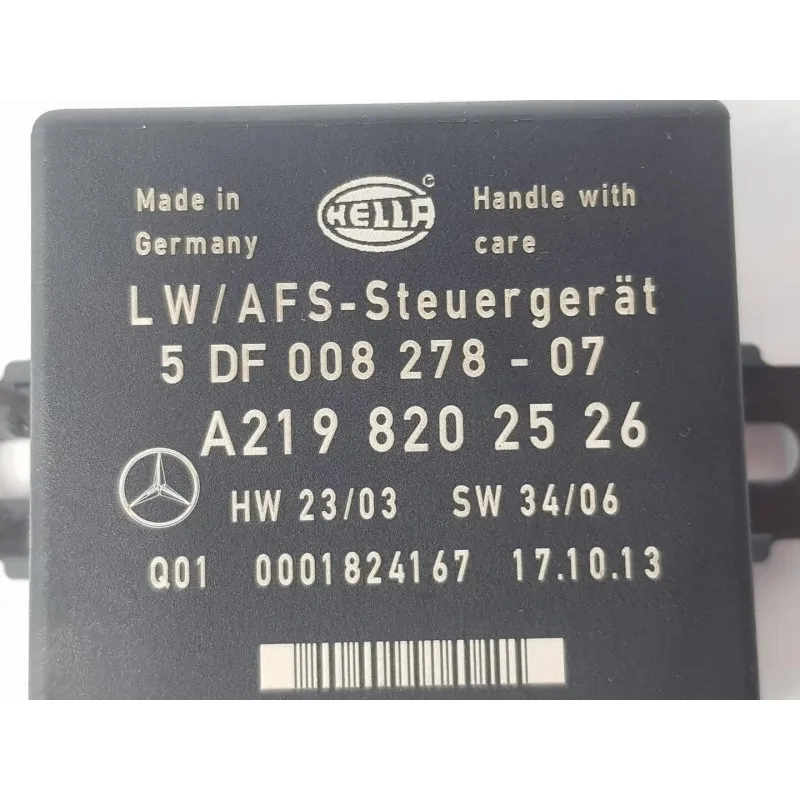 Made in Germany
HELLA
Handle with care
LW/AFS-Steuergerät
5 DF 008 278 - 07
A219 820 25 26
HW 23/03 SW 34/06
Q01 0001824167 17.10.13